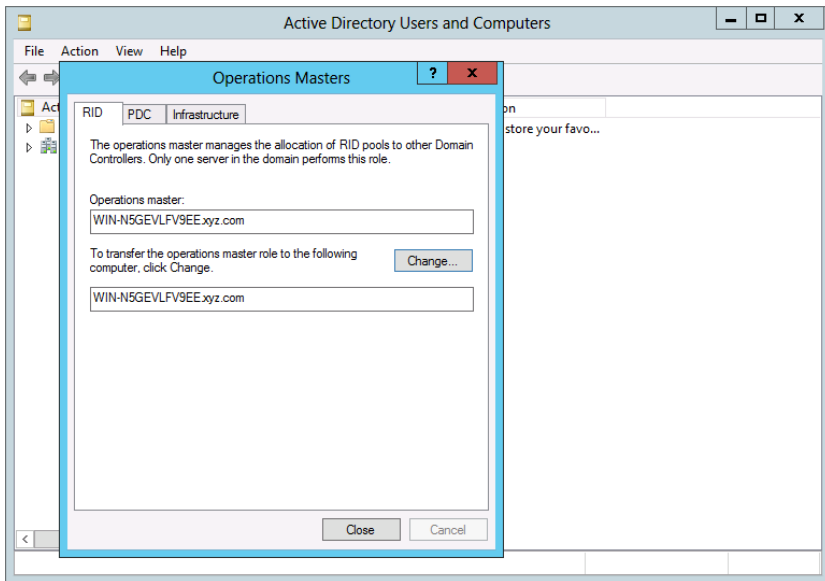 Active Directory Users and Computers
File Action View Help
Operations Masters
? x
Act
on
store your favo...
RID PDC Infrastructure
The operations master manages the allocation of RID pools to other Domain
Controllers. Only one server in the domain performs this role.
Operations master:
WIN-N5GEVLFV9EE.xyz.com
To transfer the operations master role to the following
computer, click Change.
Change...
WIN-N5GEVLFV9EE.xyz.com
Close Cancel